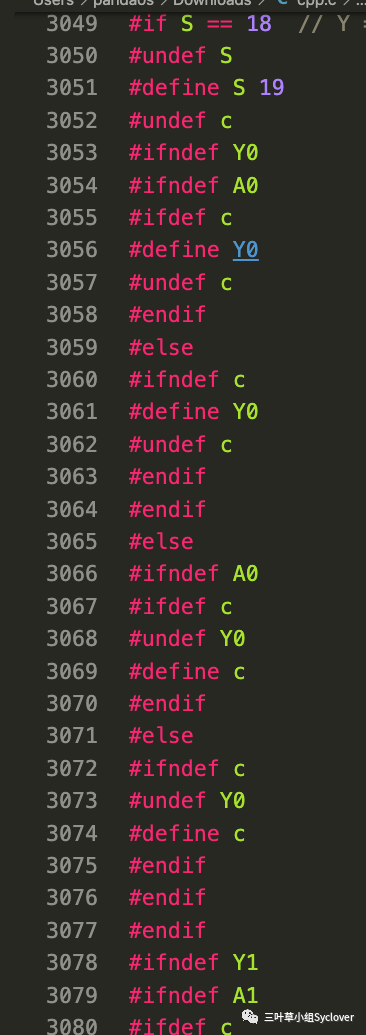 Users > pandaos > Downloads > C cpp.c > ...
3049 #if S == 18 // Y =
3050 #undef S
3051 #define S 19
3052 #undef c
3053 #ifndef Y0
3054 #ifndef A0
3055 #ifdef c
3056 #define Y0
3057 #undef c
3058 #endif
3059 #else
3060 #ifndef c
3061 #define Y0
3062 #undef c
3063 #endif
3064 #endif
3065 #else
3066 #ifndef A0
3067 #ifdef c
3068 #undef Y0
3069 #define c
3070 #endif
3071 #else
3072 #ifndef c
3073 #undef Y0
3074 #define c
3075 #endif
3076 #endif
3077 #endif
3078 #ifndef Y1
3079 #ifndef A1
3080 #ifdef c
三叶草小组Syclover